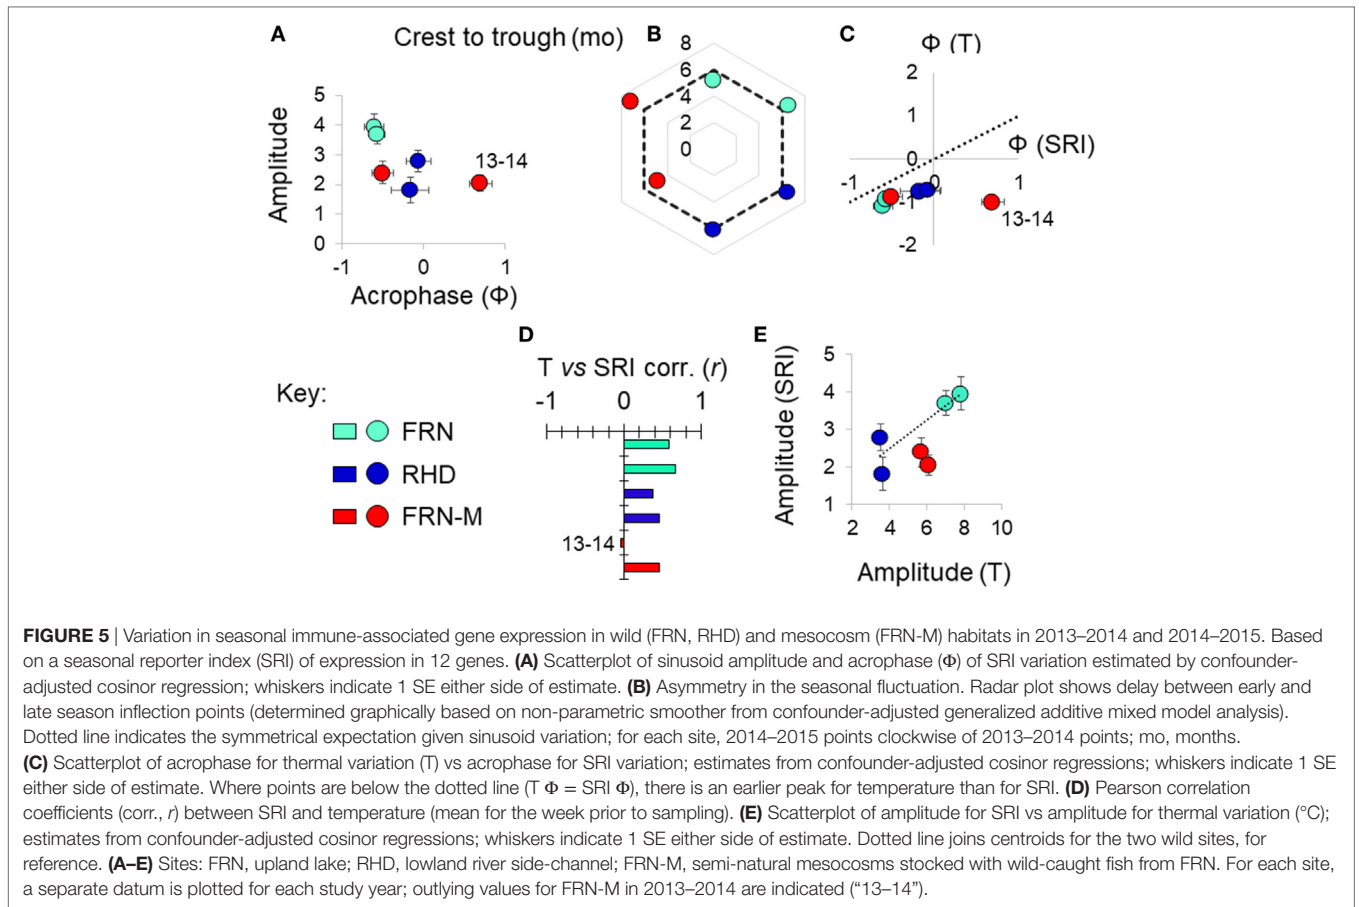 A
Crest to trough (mo)
B
8
6
4
2
0
C
Φ (T)
2
1
0
-1
-2
Φ (SRI)
-1
0
1
13-14
5
4
3
2
1
0
Amplitude
13-14
-1
0
1
Acrophase (Φ)
D
T vs SRI corr. (r)
-1
0
1
13-14
Key:
FRN
RHD
FRN-M
E
5
4
3
2
1
Amplitude (SRI)
2
4
6
8
10
Amplitude (T)
FIGURE 5 | Variation in seasonal immune-associated gene expression in wild (FRN, RHD) and mesocosm (FRN-M) habitats in 2013–2014 and 2014–2015. Based
on a seasonal reporter index (SRI) of expression in 12 genes. (A) Scatterplot of sinusoid amplitude and acrophase (Φ) of SRI variation estimated by confounder-
adjusted cosinor regression; whiskers indicate 1 SE either side of estimate. (B) Asymmetry in the seasonal fluctuation. Radar plot shows delay between early and
late season inflection points (determined graphically based on non-parametric smoother from confounder-adjusted generalized additive mixed model analysis).
Dotted line indicates the symmetrical expectation given sinusoid variation; for each site, 2014–2015 points clockwise of 2013–2014 points; mo, months.
(C) Scatterplot of acrophase for thermal variation (T) vs acrophase for SRI variation; estimates from confounder-adjusted cosinor regressions; whiskers indicate 1 SE
either side of estimate. Where points are below the dotted line (T Φ = SRI Φ), there is an earlier peak for temperature than for SRI. (D) Pearson correlation
coefficients (corr., r) between SRI and temperature (mean for the week prior to sampling). (E) Scatterplot of amplitude for SRI vs amplitude for thermal variation (°C);
estimates from confounder-adjusted cosinor regressions; whiskers indicate 1 SE either side of estimate. Dotted line joins centroids for the two wild sites, for
reference. (A–E) Sites: FRN, upland lake; RHD, lowland river side-channel; FRN-M, semi-natural mesocosms stocked with wild-caught fish from FRN. For each site,
a separate datum is plotted for each study year; outlying values for FRN-M in 2013–2014 are indicated (“13–14”).